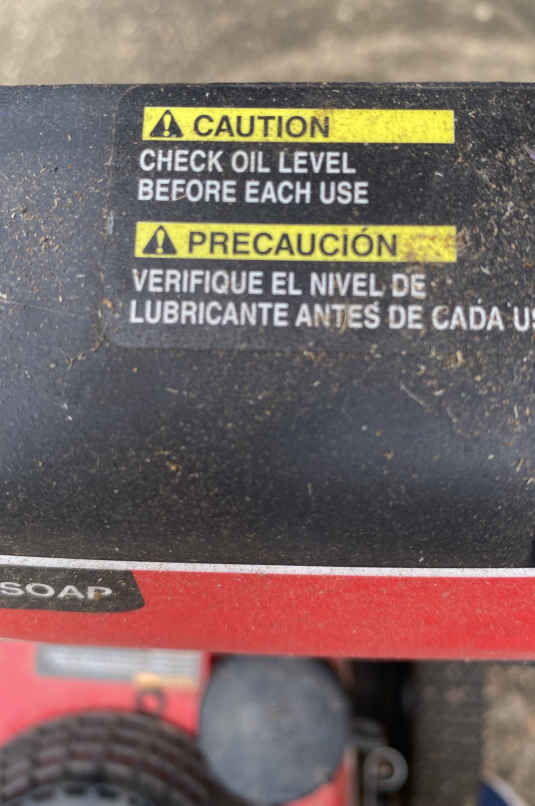 CAUTION
CHECK OIL LEVEL
BEFORE EACH USE
PRECAUCIÓN
VERIFIQUE EL NIVEL DE
LUBRICANTE ANTES DE CADA
SOAP